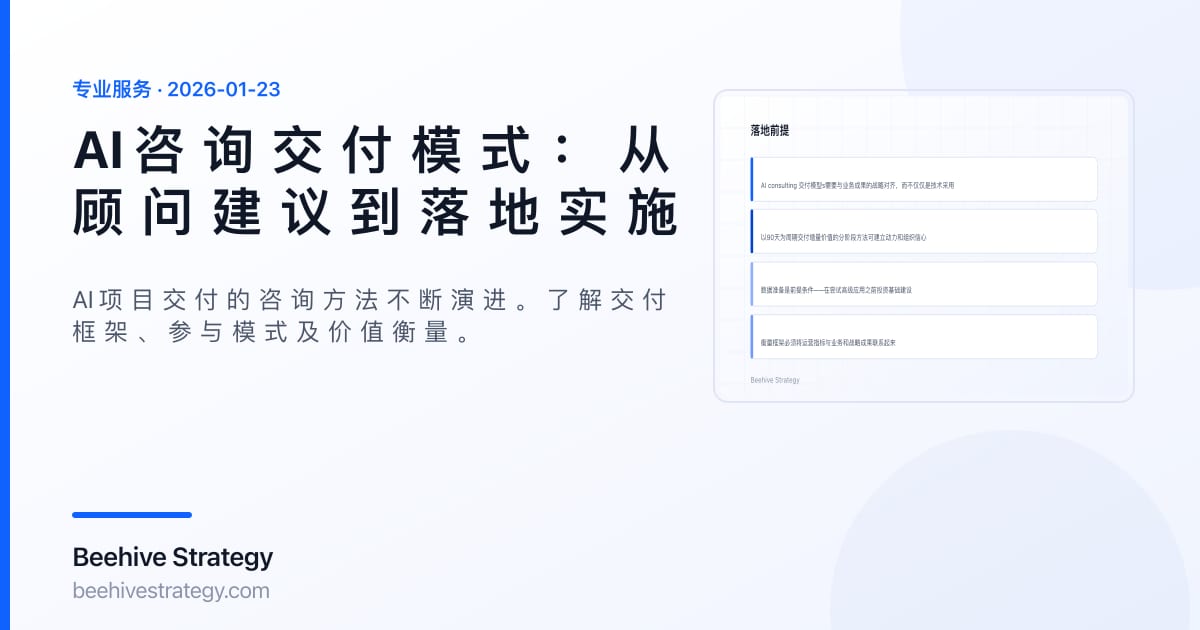 专业服务 · 2026-01-23
AI咨询交付模式：从
顾问建议到落地实施
AI项目交付的咨询方法不断演进。了解交付
框架、参与模式及价值衡量。
落地前提
AI consulting 交付模型s需要与业务成果的战略对齐，而不仅仅是技术采用
以90天为周期交付增量价值的分阶段方法可建立动力和组织信心
数据准备是前提条件——在尝试高级应用之前投资基础建设
衡量框架必须将运营指标与业务和战略成果联系起来
Beehive Strategy
Beehive Strategy
beehivestrategy.com